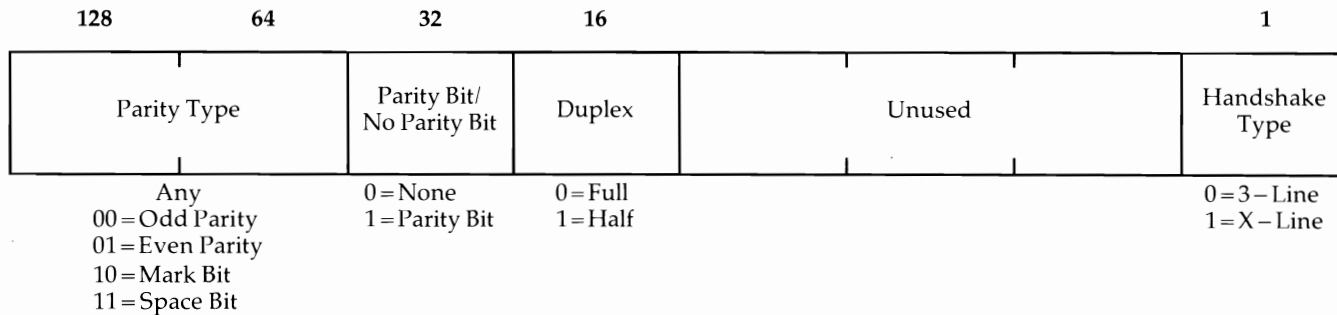 128 64 32 16 1
Parity Type
Parity Bit/
No Parity Bit
Duplex
Unused
Handshake
Type
Any
00=Odd Parity
01=Even Parity
10=Mark Bit
11=Space Bit
0=None
1=Parity Bit
0=Full
1=Half
0=3–Line
1=X–Line